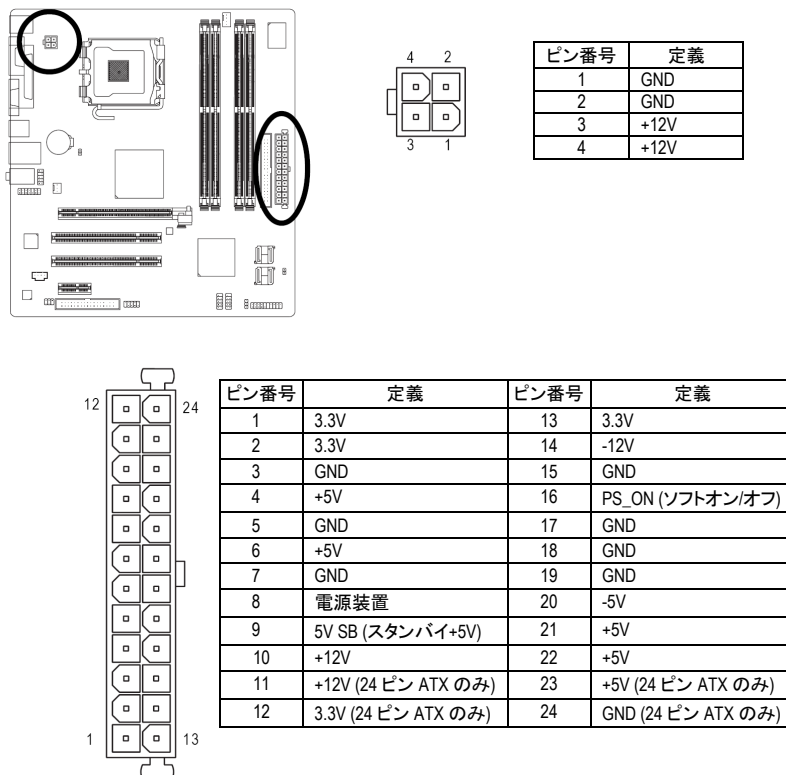 4 2
3 1
ピン番号 定義
1 GND
2 GND
3 +12V
4 +12V
12 24
1 13
ピン番号 定義 ピン番号 定義
1 3.3V 13 3.3V
2 3.3V 14 -12V
3 GND 15 GND
4 +5V 16 PS_ON (ソフトオン/オフ)
5 GND 17 GND
6 +5V 18 GND
7 GND 19 GND
8 電源装置 20 -5V
9 5V SB (スタンバイ+5V) 21 +5V
10 +12V 22 +5V
11 +12V (24 ピン ATX のみ) 23 +5V (24 ピン ATX のみ)
12 3.3V (24 ピン ATX のみ) 24 GND (24 ピン ATX のみ)